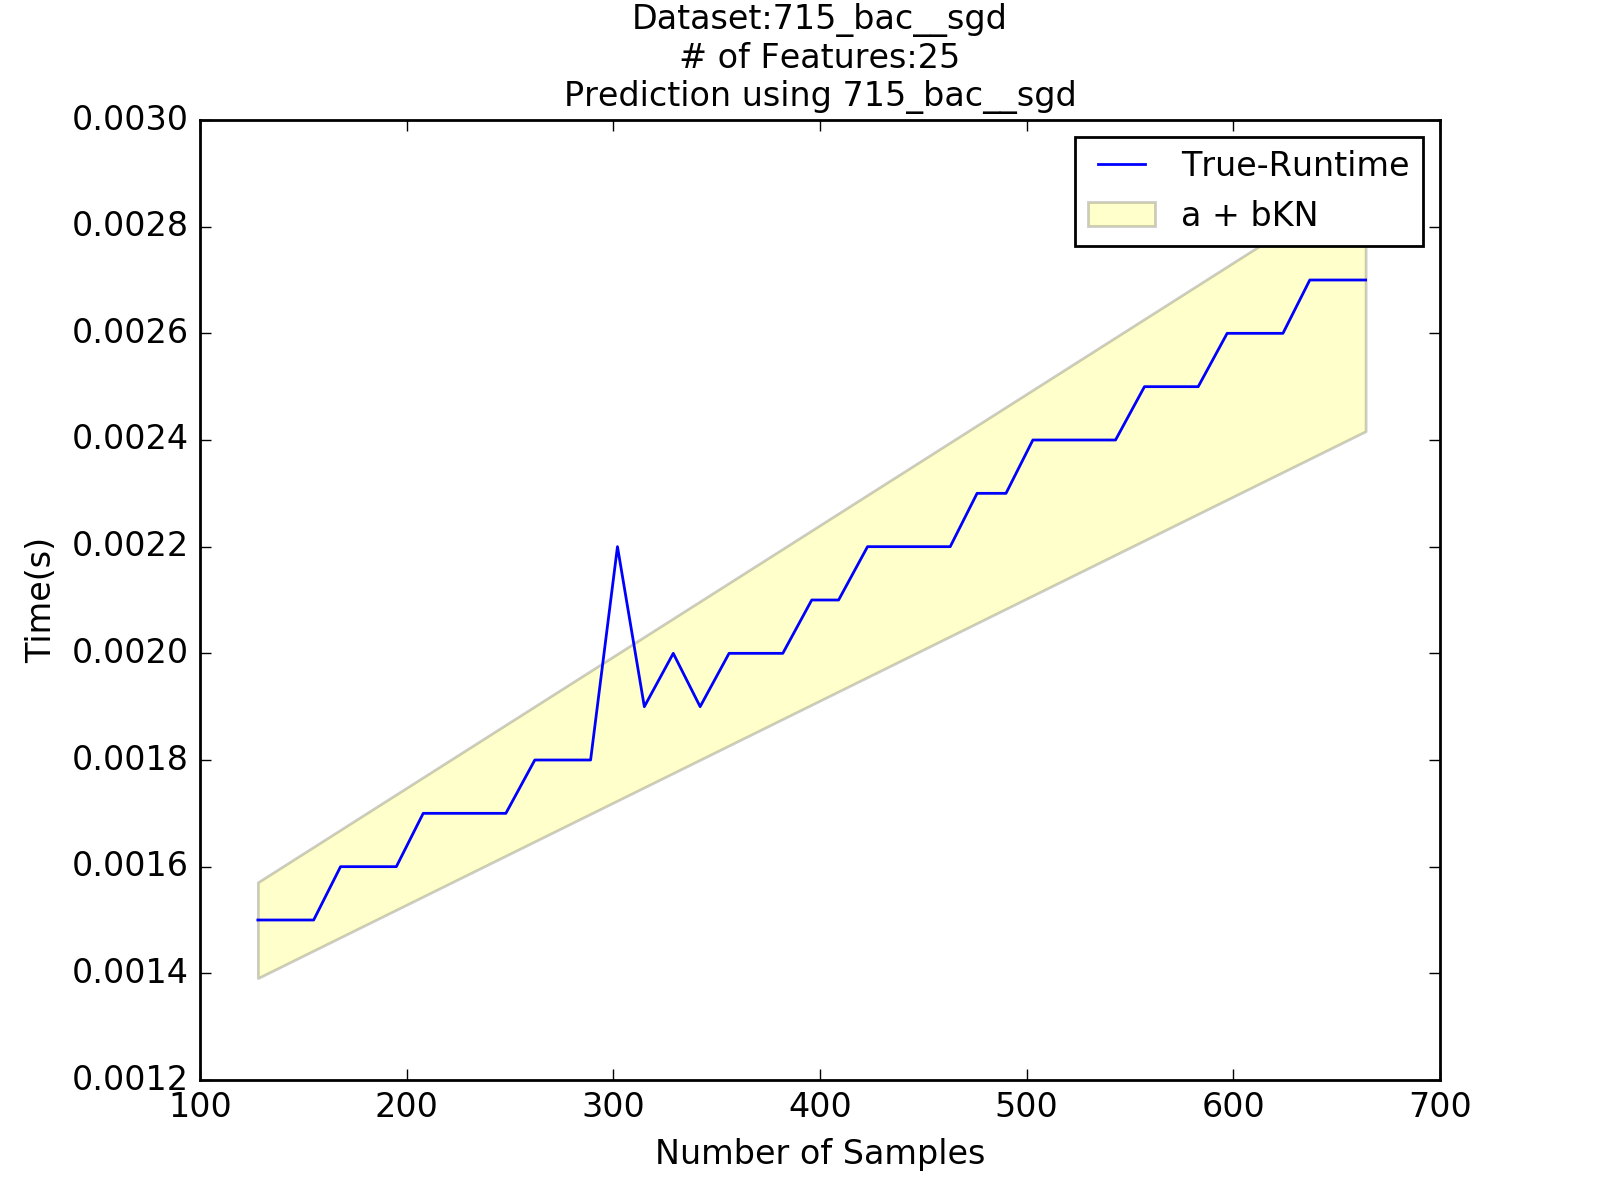 Dataset:715_bac__sgd
# of Features:25
Prediction using 715_bac__sgd
True-Runtime
a + bKN
0.0030
0.0028
0.0026
0.0024
0.0022
0.0020
0.0018
0.0016
0.0014
0.0012
Time(s)
100 200 300 400 500 600 700
Number of Samples